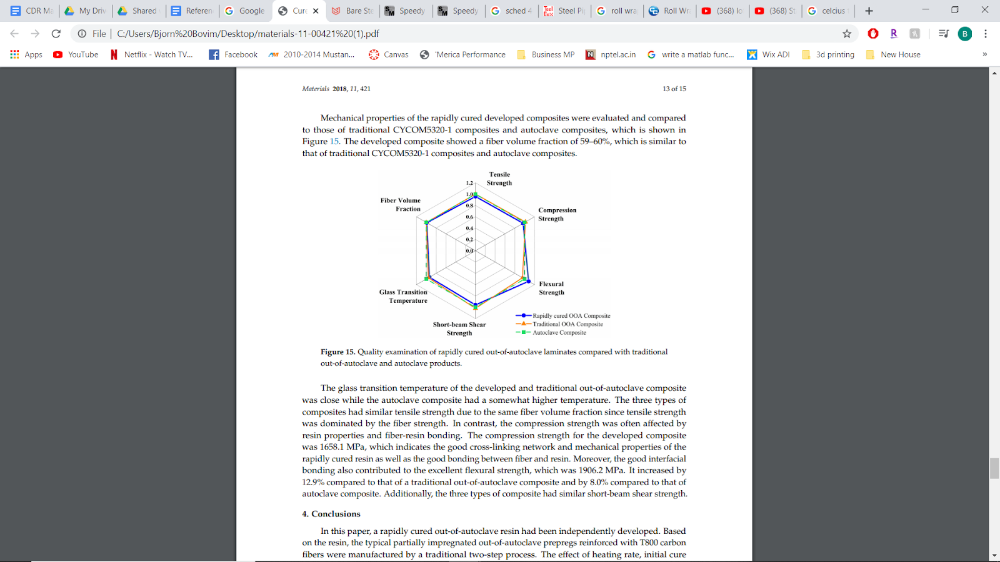 CDR Ma
My Driv
Shared
Referen
Google
Cure
Bare Ste
Speedy
Speedy
sched 4
Steel Pi
roll wra
Roll Wr
(368) lo
(368) St
celcius
File | C:/Users/Bjorn%20Bovim/Desktop/materials-11-00421%20(1).pdf
Apps YouTube Netflix - Watch TV... Facebook 2010-2014 Mustan... Canvas 'Merica Performance Business MP nptel.ac.in write a matlab func... Wix ADI 3d printing New House »
Materials 2018, 11, 421
13 of 15
Mechanical properties of the rapidly cured developed composites were evaluated and compared
to those of traditional CYCOM5320-1 composites and autoclave composites, which is shown in
Figure 15. The developed composite showed a fiber volume fraction of 59–60%, which is similar to
that of traditional CYCOM5320-1 composites and autoclave composites.
Tensile
Strength
1.2
1.0
0.8
0.6
0.4
0.2
0.0
Fiber Volume
Fraction
Compression
Strength
Flexural
Strength
Glass Transition
Temperature
Short-beam Shear
Strength
Rapidly cured OOA Composite
Traditional OOA Composite
Autoclave Composite
Figure 15. Quality examination of rapidly cured out-of-autoclave laminates compared with traditional
out-of-autoclave and autoclave products.
The glass transition temperature of the developed and traditional out-of-autoclave composite
was close while the autoclave composite had a somewhat higher temperature. The three types of
composites had similar tensile strength due to the same fiber volume fraction since tensile strength
was dominated by the fiber strength. In contrast, the compression strength was often affected by
resin properties and fiber-resin bonding. The compression strength for the developed composite
was 1658.1 MPa, which indicates the good cross-linking network and mechanical properties of the
rapidly cured resin as well as the good bonding between fiber and resin. Moreover, the good interfacial
bonding also contributed to the excellent flexural strength, which was 1906.2 MPa. It increased by
12.9% compared to that of a traditional out-of-autoclave composite and by 8.0% compared to that of
autoclave composite. Additionally, the three types of composite had similar short-beam shear strength.
4. Conclusions
In this paper, a rapidly cured out-of-autoclave resin had been independently developed. Based
on the resin, the typical partially impregnated out-of-autoclave prepregs reinforced with T800 carbon
fibers were manufactured by a traditional two-step process. The effect of heating rate, initial cure